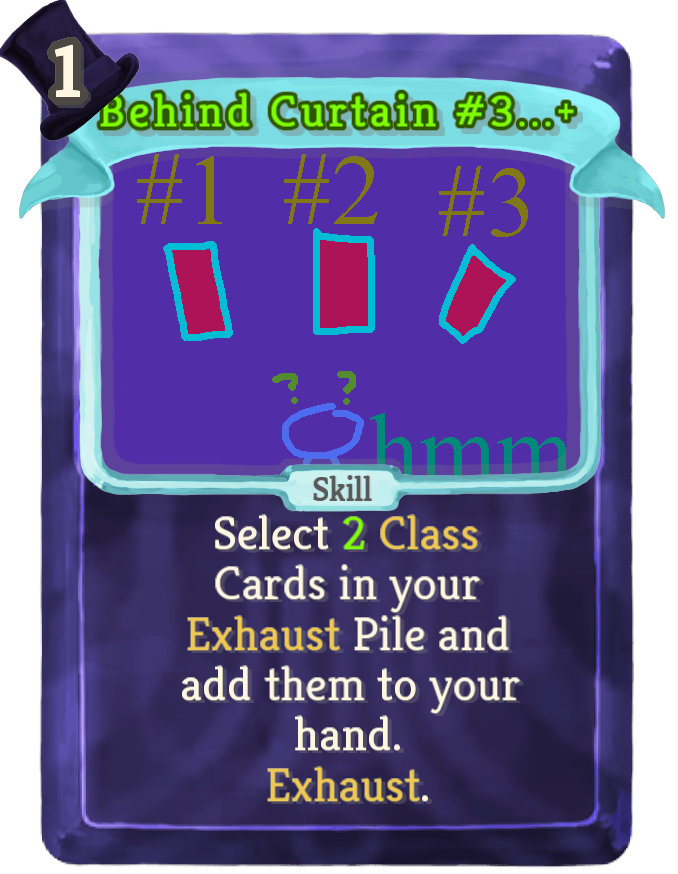 1
Behind Curtain #3...+
#1 #2 #3
? ?
hmm
Skill
Select 2 Class
Cards in your
Exhaust Pile and
add them to your
hand.
Exhaust.